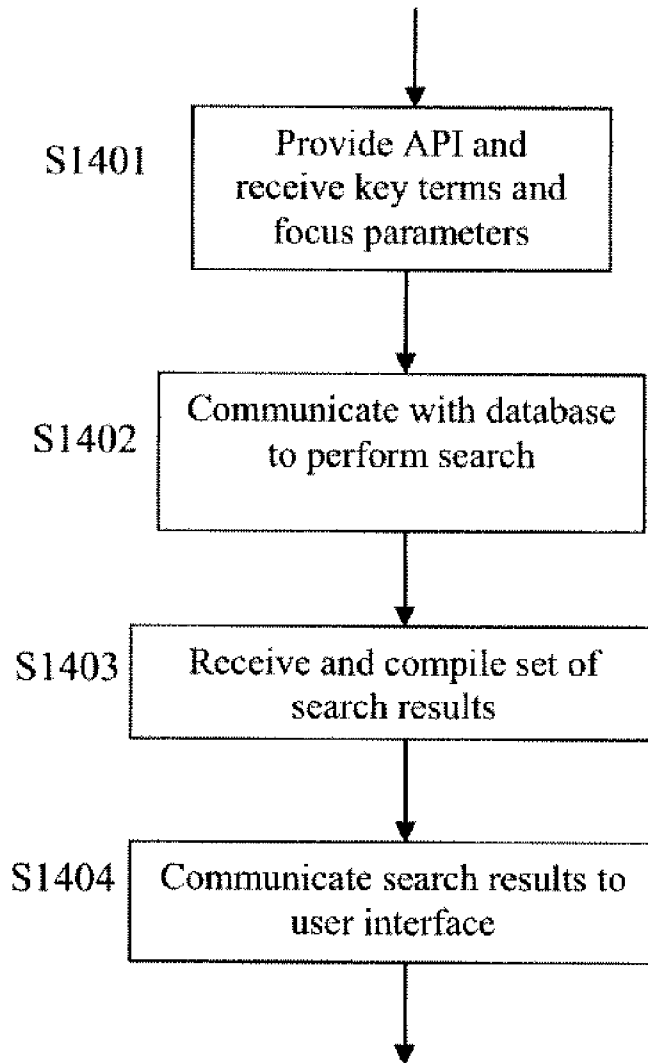 S1401
Provide API and
receive key terms and
focus parameters
S1402
Communicate with database
to perform search
S1403
Receive and compile set of
search results
S1404
Communicate search results to
user interface